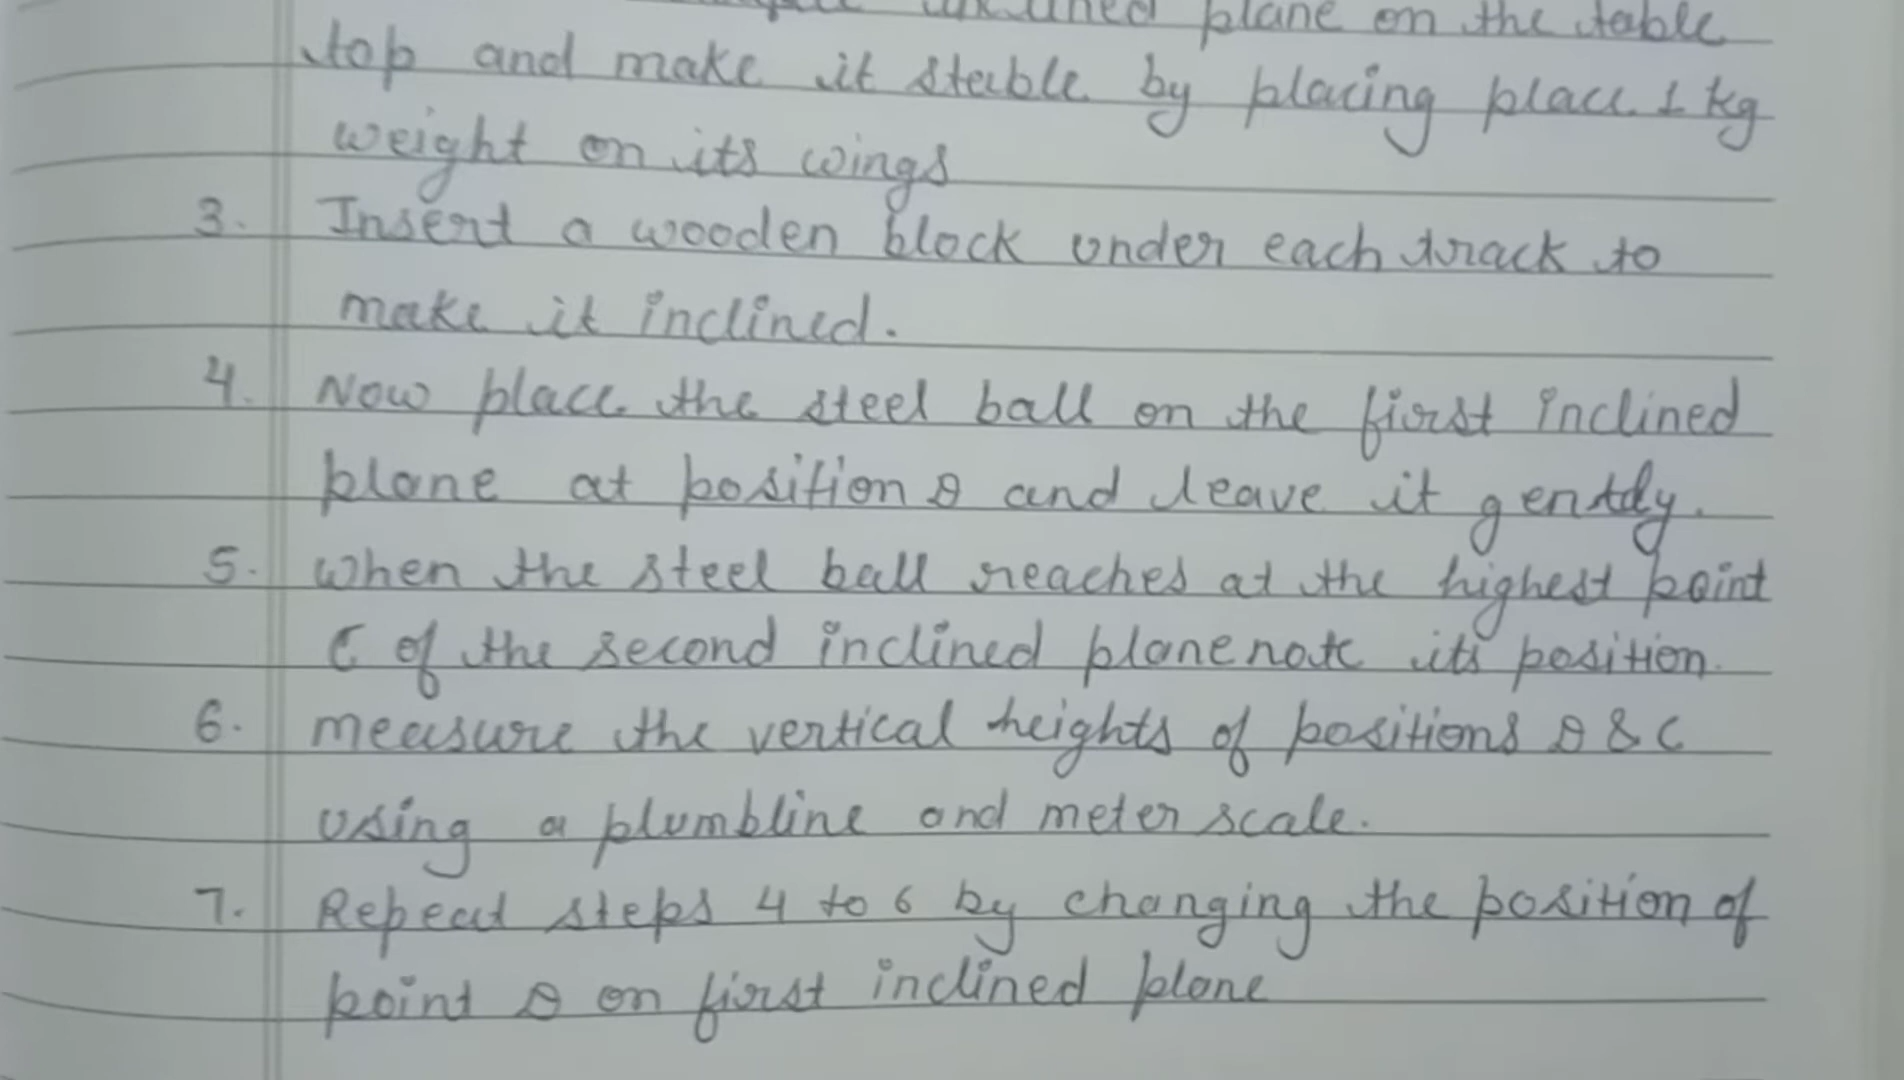 inclined plane on the table
top and make it stable by placing place 1 kg
weight on its wings
3. Insert a wooden block under each track to
make it inclined.
4. Now place the steel ball on the first inclined
plane at position A and leave it gently.
5. when the steel ball reaches at the highest point
C of the second inclined plane note its position.
6. measure the vertical heights of positions A & C
using a plumbline and meter scale.
7. Repeat steps 4 to 6 by changing the position of
point A on first inclined plane